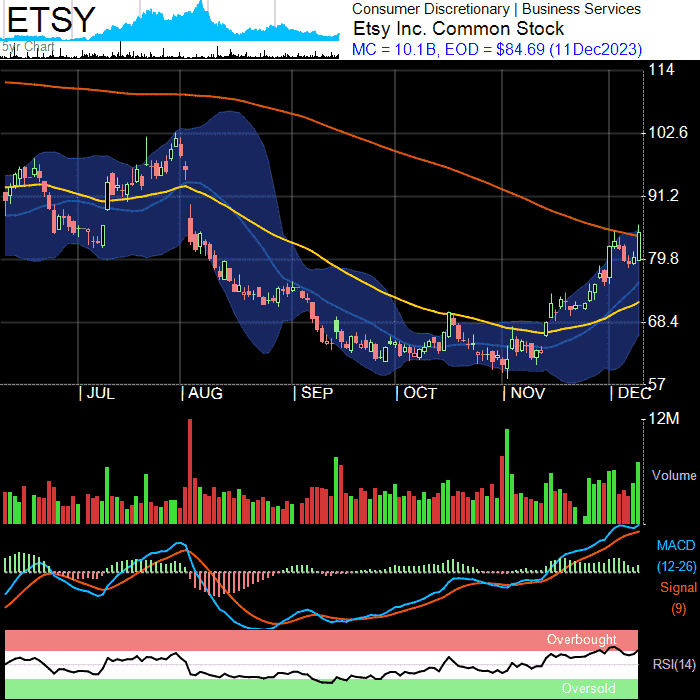 ETSY
5yr Chart
Consumer Discretionary | Business Services
Etsy Inc. Common Stock
MC = 10.1B, EOD = $84.69 (11Dec2023)
114
102.6
91.2
79.8
68.4
57
| JUL | AUG | SEP | OCT | NOV | DEC
12M
Volume
MACD
(12-26)
Signal
(9)
Overbought
RSI(14)
Oversold